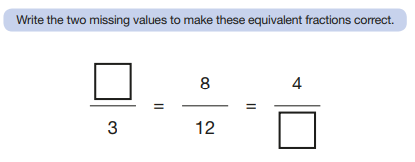 Write the two missing values to make these equivalent fractions correct.
8 4
= =
3 12